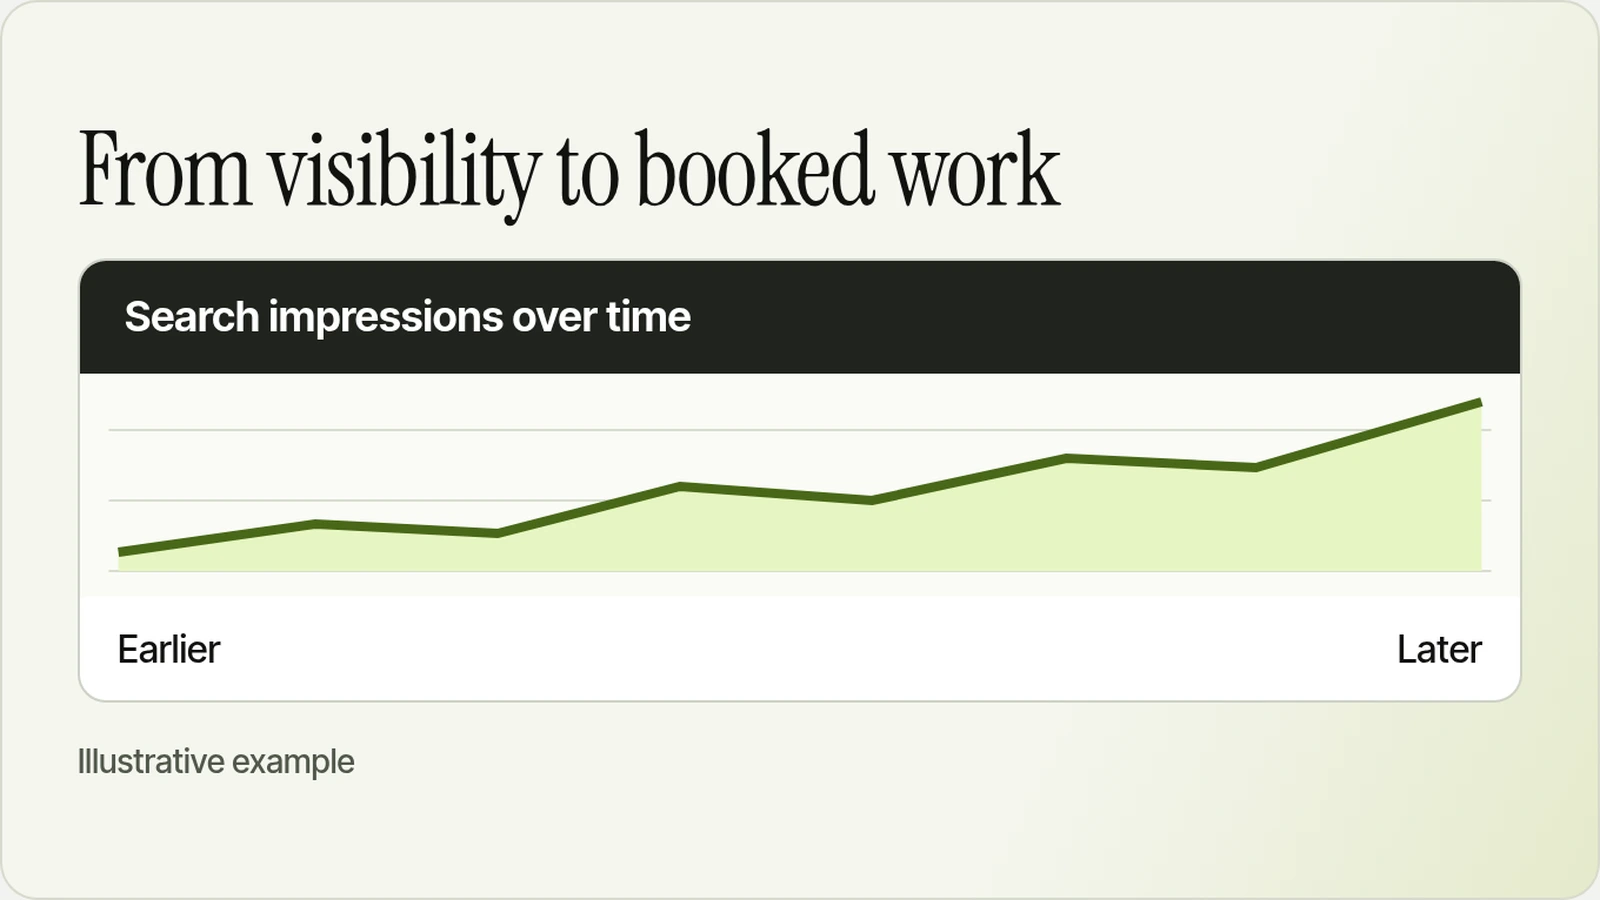 From visibility to booked work
Search impressions over time
Earlier
Later
Illustrative example